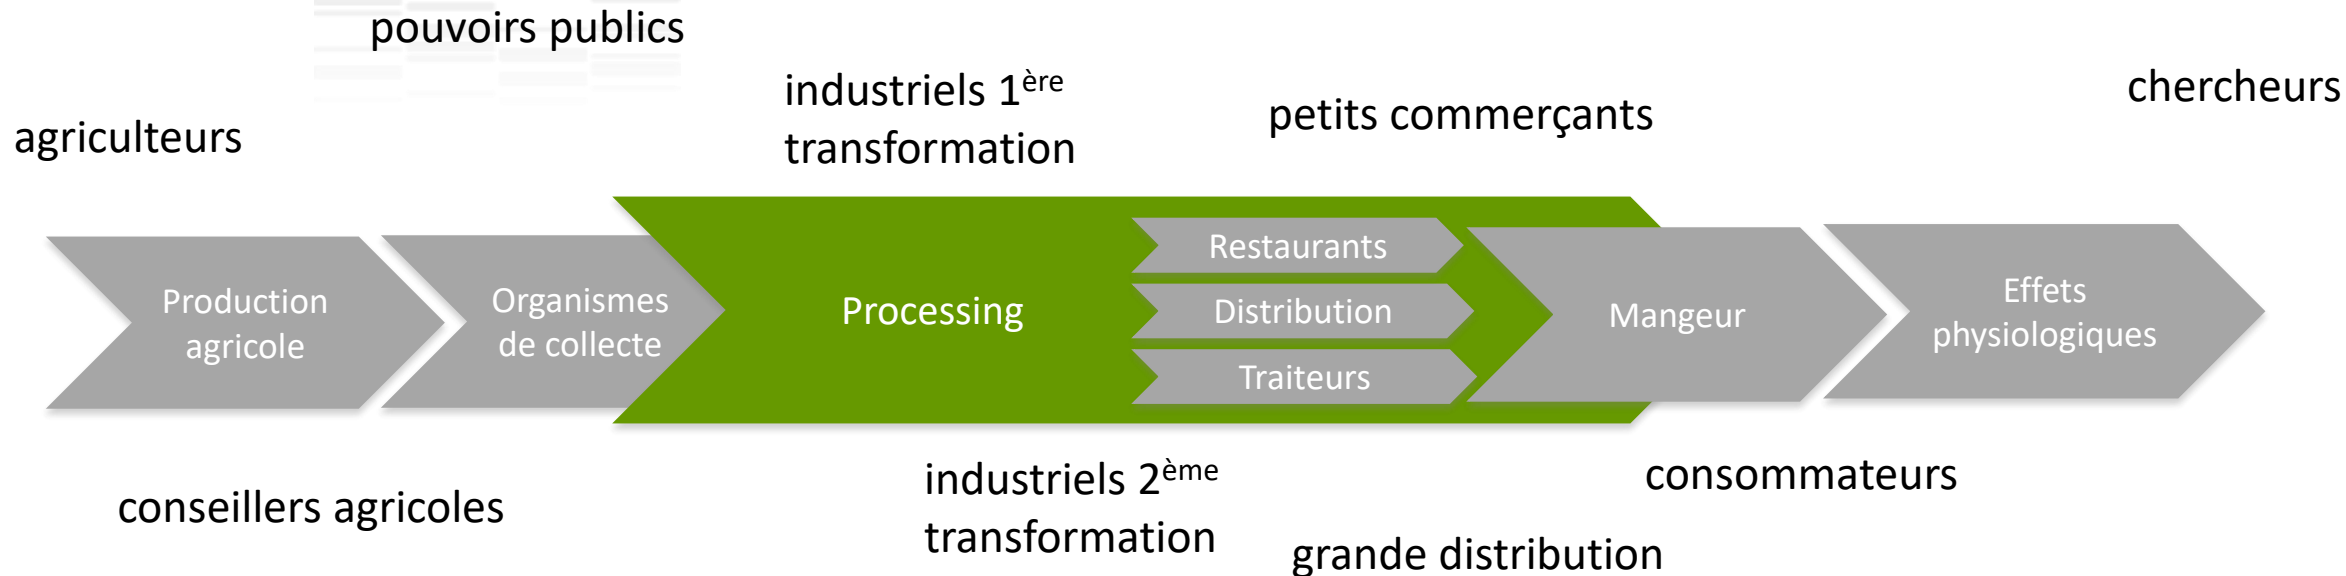 pouvoirs publics
industriels 1ère
transformation
petits commerçants
chercheurs
agriculteurs
Production
agricole
Organismes
de collecte
Processing
Restaurants
Distribution
Traiteurs
Mangeur
Effets
physiologiques
conseillers agricoles
industriels 2ème
transformation
grande distribution
consommateurs